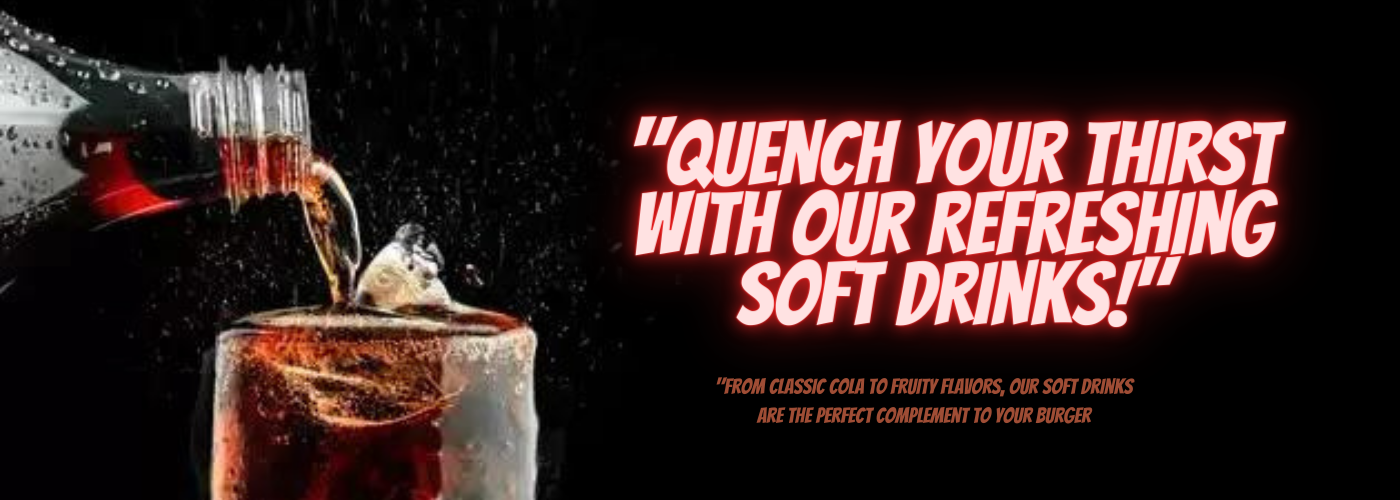 "QUENCH YOUR THIRST
WITH OUR REFRESHING
SOFT DRINKS!"
"FROM CLASSIC COLA TO FRUITY FLAVORS, OUR SOFT DRINKS
ARE THE PERFECT COMPLEMENT TO YOUR BURGER